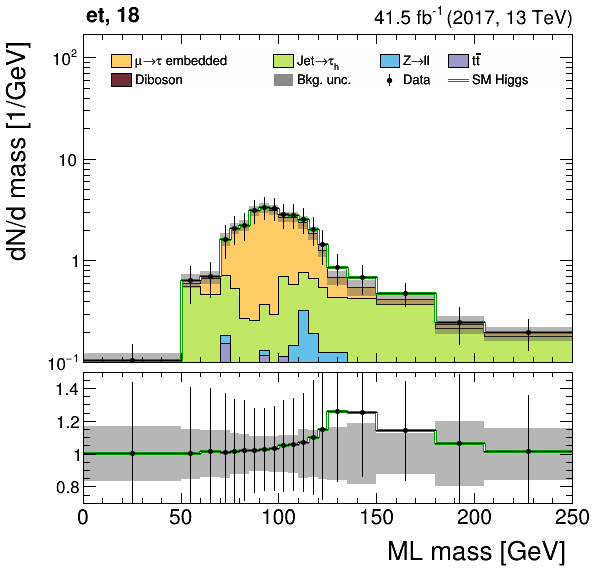 et, 18
41.5 fb⁻¹ (2017, 13 TeV)
dN/d mass [1/GeV]
10²
10
1
10⁻¹
μ→τ embedded
Jet→τₕ
Z→ll
tt̄
Diboson
Bkg. unc.
Data
SM Higgs
1.4
1.2
1
0.8
0 50 100 150 200 250
ML mass [GeV]